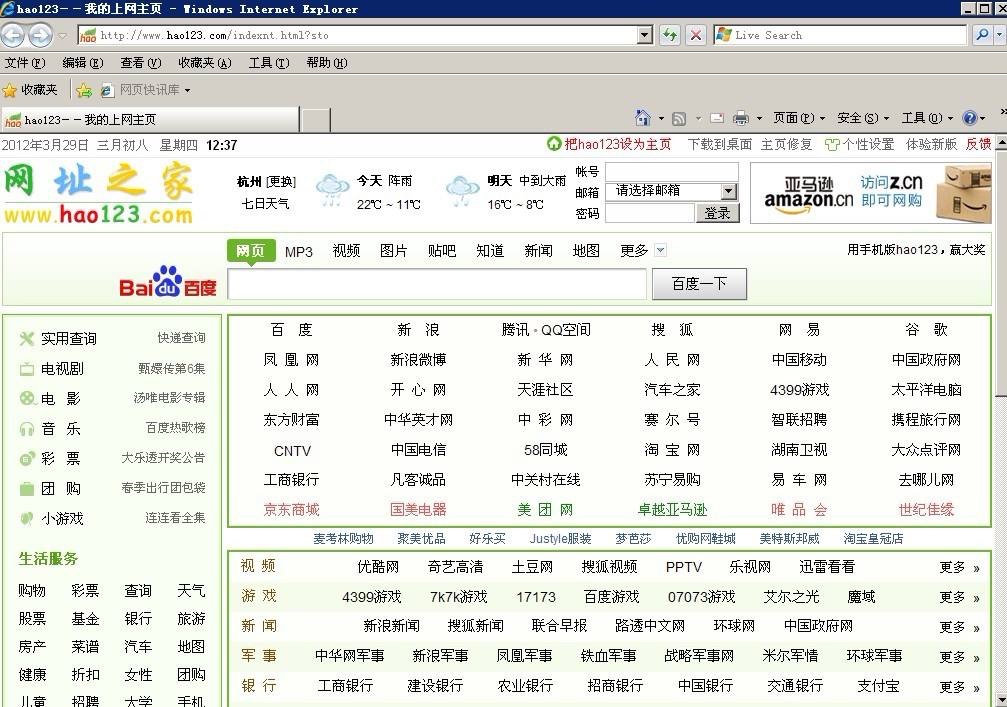 hao123--我的上网主页 - Windows Internet Explorer
http://www.hao123.com/indexnt.html?sto Live Search
文件(F) 编辑(E) 查看(V) 收藏夹(A) 工具(T) 帮助(H)
收藏夹 网页快讯库
hao123--我的上网主页 页面(P) 安全(S) 工具(O)
2012年3月29日 三月初八 星期四 12:37 把hao123设为主页 下载到桌面 主页修复 个性设置 体验新版 反馈
网址之家
www.hao123.com
杭州 [更换] 今天 阵雨 明天 中到大雨
七日天气 22℃ ~ 11℃ 16℃ ~ 8℃
帐号
邮箱 请选择邮箱
密码 登录
亚马逊 访问z.cn
amazon.cn 即可网购
网页 MP3 视频 图片 贴吧 知道 新闻 地图 更多 用手机版hao123，赢大奖
Bai du 百度 百度一下
实用查询 快递查询
电视剧 甄嬛传第6集
电 影 汤唯电影专辑
音 乐 百度热歌榜
彩 票 大乐透开奖公告
团 购 春季出行团包袋
小游戏 连连看全集
生活服务
购物 彩票 查询 天气
股票 基金 银行 旅游
房产 菜谱 汽车 地图
健康 折扣 女性 团购
儿童 招聘 大学 手机
百 度 新 浪 腾讯·QQ空间 搜 狐 网 易 谷 歌
凤 凰 网 新浪微博 新 华 网 人 民 网 中国移动 中国政府网
人 人 网 开 心 网 天涯社区 汽车之家 4399游戏 太平洋电脑
东方财富 中华英才网 中 彩 网 赛 尔 号 智联招聘 携程旅行网
CNTV 中国电信 58同城 淘 宝 网 湖南卫视 大众点评网
工商银行 凡客诚品 中关村在线 苏宁易购 易 车 网 去哪儿网
京东商城 国美电器 美 团 网 卓越亚马逊 唯 品 会 世纪佳缘
麦考林购物 聚美优品 好乐买 Justyle服装 梦芭莎 优购网鞋城 美特斯邦威 淘宝皇冠店
视 频 优酷网 奇艺高清 土豆网 搜狐视频 PPTV 乐视网 迅雷看看 更多 »
游 戏 4399游戏 7k7k游戏 17173 百度游戏 07073游戏 艾尔之光 魔域 更多 »
新 闻 新浪新闻 搜狐新闻 联合早报 路透中文网 环球网 中国政府网 更多 »
军 事 中华网军事 新浪军事 凤凰军事 铁血军事 战略军事网 米尔军情 环球军事 更多 »
银 行 工商银行 建设银行 农业银行 招商银行 中国银行 交通银行 支付宝 更多 »